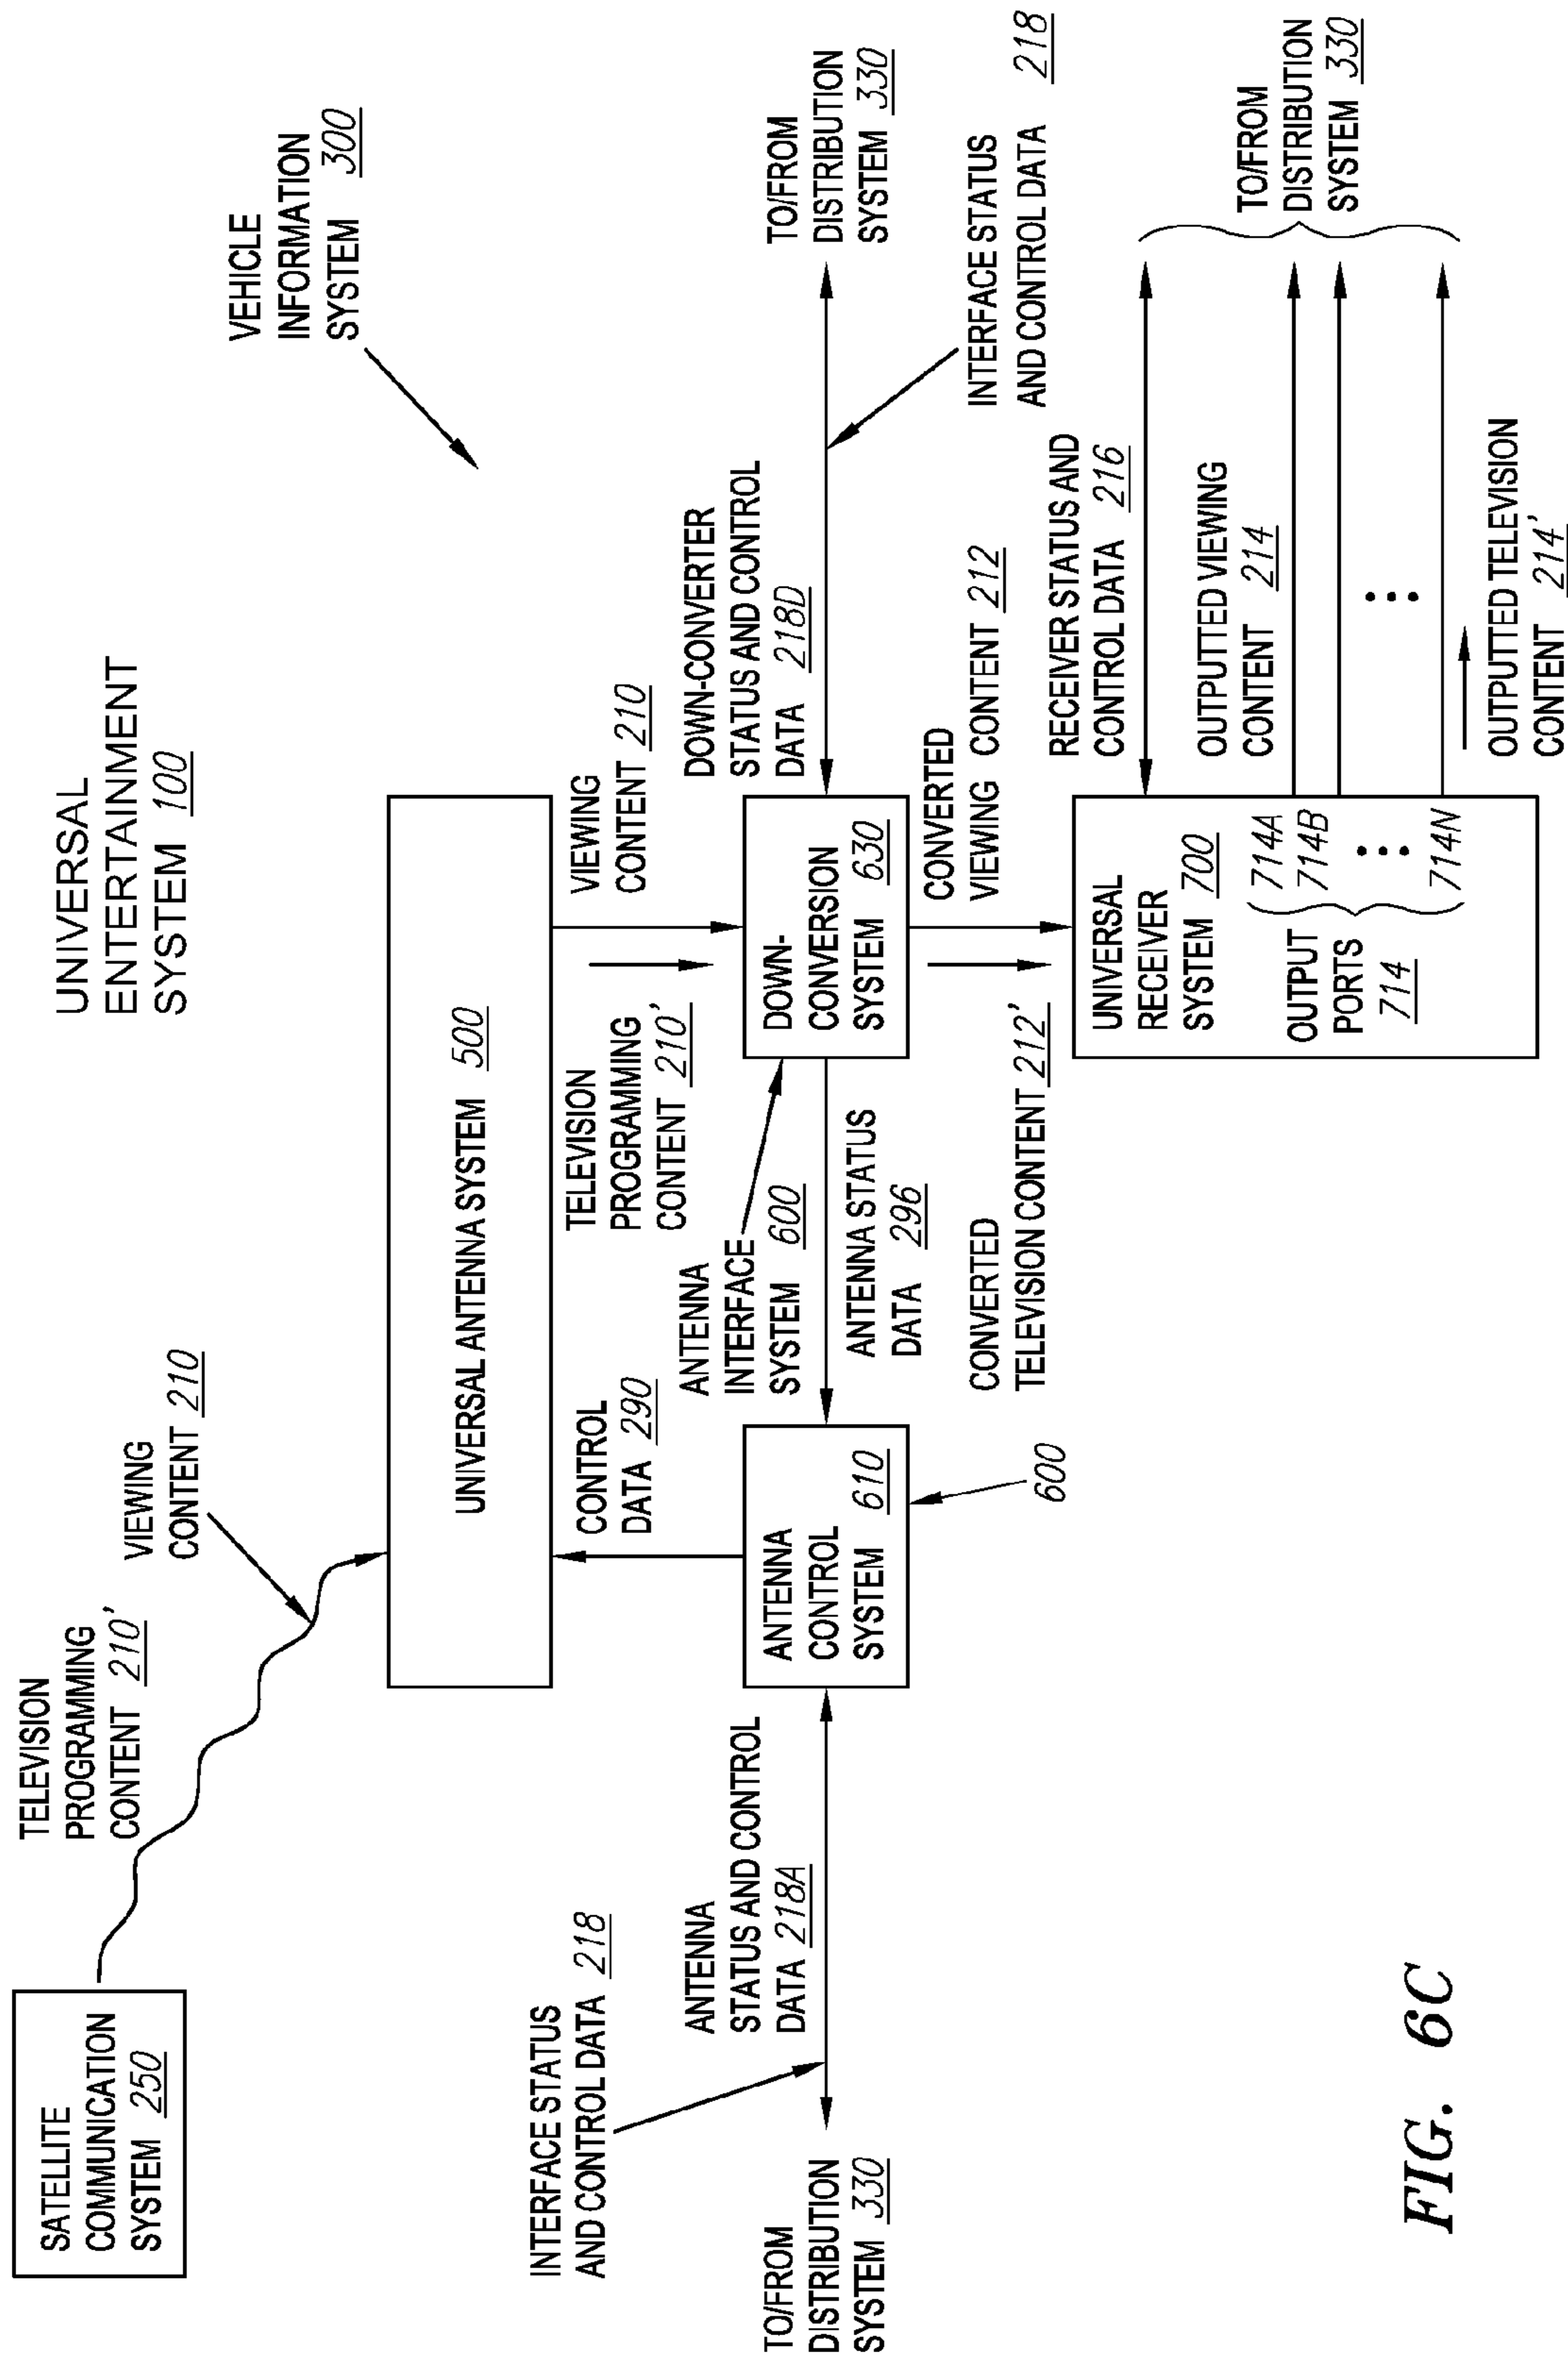 UNIVERSAL
ENTERTAINMENT
SYSTEM 100
VEHICLE
INFORMATION
SYSTEM 300
SATELLITE
COMMUNICATION
SYSTEM 250
TELEVISION
PROGRAMMING
CONTENT 210'
VIEWING
CONTENT 210
UNIVERSAL ANTENNA SYSTEM 500
CONTROL
DATA 290
TELEVISION
PROGRAMMING
CONTENT 210'
VIEWING
CONTENT 210
INTERFACE STATUS
AND CONTROL DATA 218
ANTENNA
STATUS AND CONTROL
DATA 218A
TO/FROM
DISTRIBUTION
SYSTEM 330
ANTENNA
CONTROL
SYSTEM 610
600
ANTENNA
INTERFACE
SYSTEM 600
ANTENNA STATUS
DATA 296
DOWN-
CONVERSION
SYSTEM 630
DOWN-CONVERTER
STATUS AND CONTROL
DATA 218D
TO/FROM
DISTRIBUTION
SYSTEM 330
INTERFACE STATUS
AND CONTROL DATA 218
CONVERTED
TELEVISION CONTENT 212'
CONVERTED
VIEWING CONTENT 212
UNIVERSAL
RECEIVER
SYSTEM 700
OUTPUT
PORTS
714
714A
714B
714N
RECEIVER STATUS AND
CONTROL DATA 216
OUTPUTTED VIEWING
CONTENT 214
OUTPUTTED TELEVISION
CONTENT 214'
TO/FROM
DISTRIBUTION
SYSTEM 330
FIG. 6C